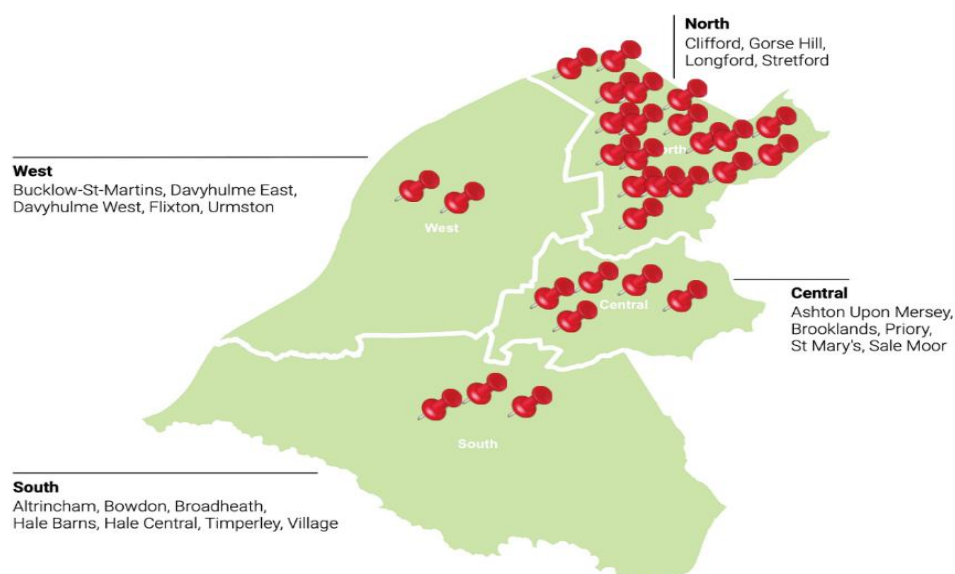 North
Clifford, Gorse Hill,
Longford, Stretford
West
Bucklow-St-Martins, Davyhulme East,
Davyhulme West, Flixton, Urmston
West
Central
Central
Ashton Upon Mersey,
Brooklands, Priory,
St Mary's, Sale Moor
South
South
Altrincham, Bowdon, Broadheath,
Hale Barns, Hale Central, Timperley, Village